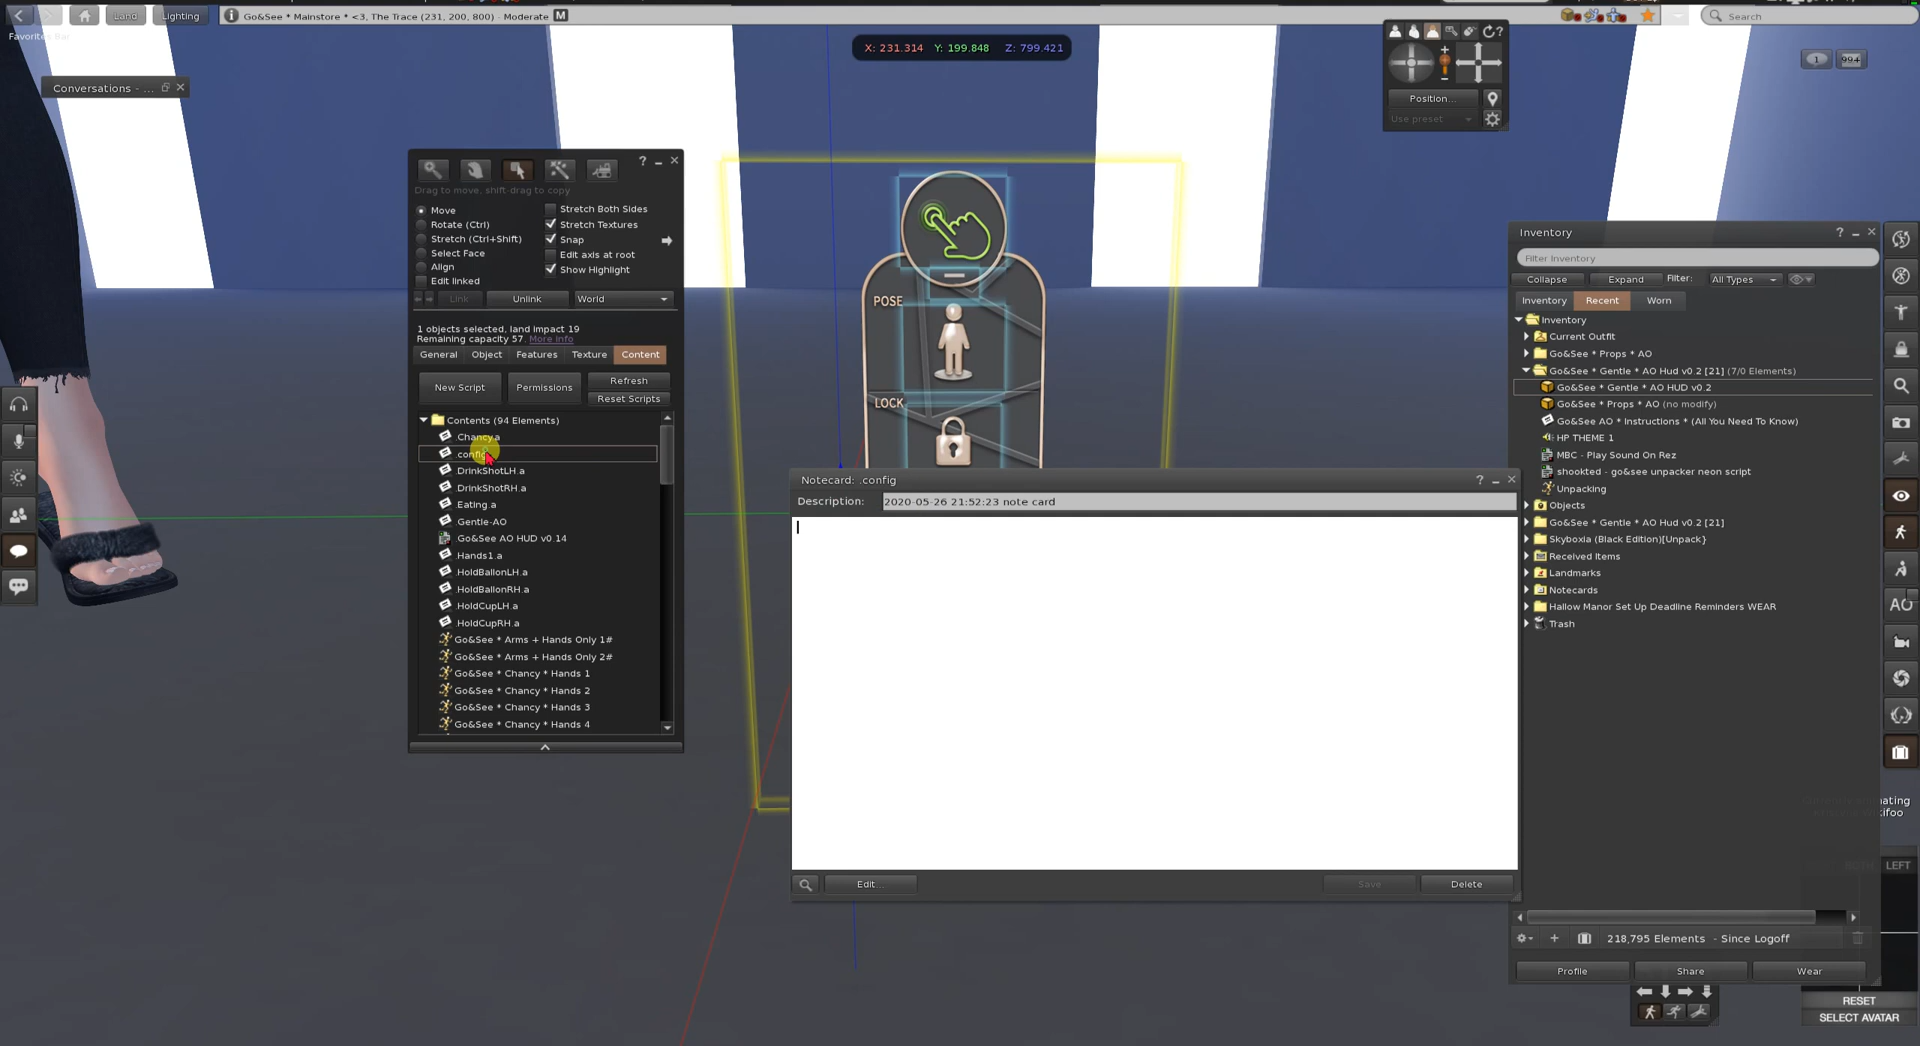 Land
Lighting
Go&See * Mainstore * <3, The Trace (231, 200, 800) - Moderate M
Search
Favorites Bar
X: 231.314 Y: 199.848 Z: 799.421
Conversations - ...
1
994
Position...
Use preset
Drag to move, shift-drag to copy
Move
Rotate (Ctrl)
Stretch (Ctrl+Shift)
Select Face
Align
Edit linked
Stretch Both Sides
Stretch Textures
Snap
Edit axis at root
Show Highlight
Link
Unlink
World
1 objects selected, land impact 19
Remaining capacity 57. More info
General
Object
Features
Texture
Content
New Script
Permissions
Refresh
Reset Scripts
Contents (94 Elements)
.Chancy.a
.config
.DrinkShotLH.a
.DrinkShotRH.a
.Eating.a
.Gentle-AO
.Go&See AO HUD v0.14
.Hands1.a
.HoldBallonLH.a
.HoldBallonRH.a
.HoldCupLH.a
.HoldCupRH.a
Go&See * Arms + Hands Only 1#
Go&See * Arms + Hands Only 2#
Go&See * Chancy * Hands 1
Go&See * Chancy * Hands 2
Go&See * Chancy * Hands 3
Go&See * Chancy * Hands 4
POSE
LOCK
Notecard: .config
Description: 2020-05-26 21:52:23 note card
Edit...
Save
Delete
Inventory
Filter Inventory
Collapse
Expand
Filter:
All Types
Inventory
Recent
Worn
Inventory
Current Outfit
Go&See * Props * AO
Go&See * Gentle * AO Hud v0.2 [21] (7/0 Elements)
Go&See * Gentle * AO HUD v0.2
Go&See * Props * AO (no modify)
Go&See AO * Instructions * (All You Need To Know)
HP THEME 1
MBC - Play Sound On Rez
shookted - go&see unpacker neon script
Unpacking
Objects
Go&See * Gentle * AO Hud v0.2 [21]
Skyboxia (Black Edition)[Unpack}
Received Items
Landmarks
Notecards
Hallow Manor Set Up Deadline Reminders WEAR
Trash
218,795 Elements - Since Logoff
Profile
Share
Wear
AO
LEFT
RESET
SELECT AVATAR